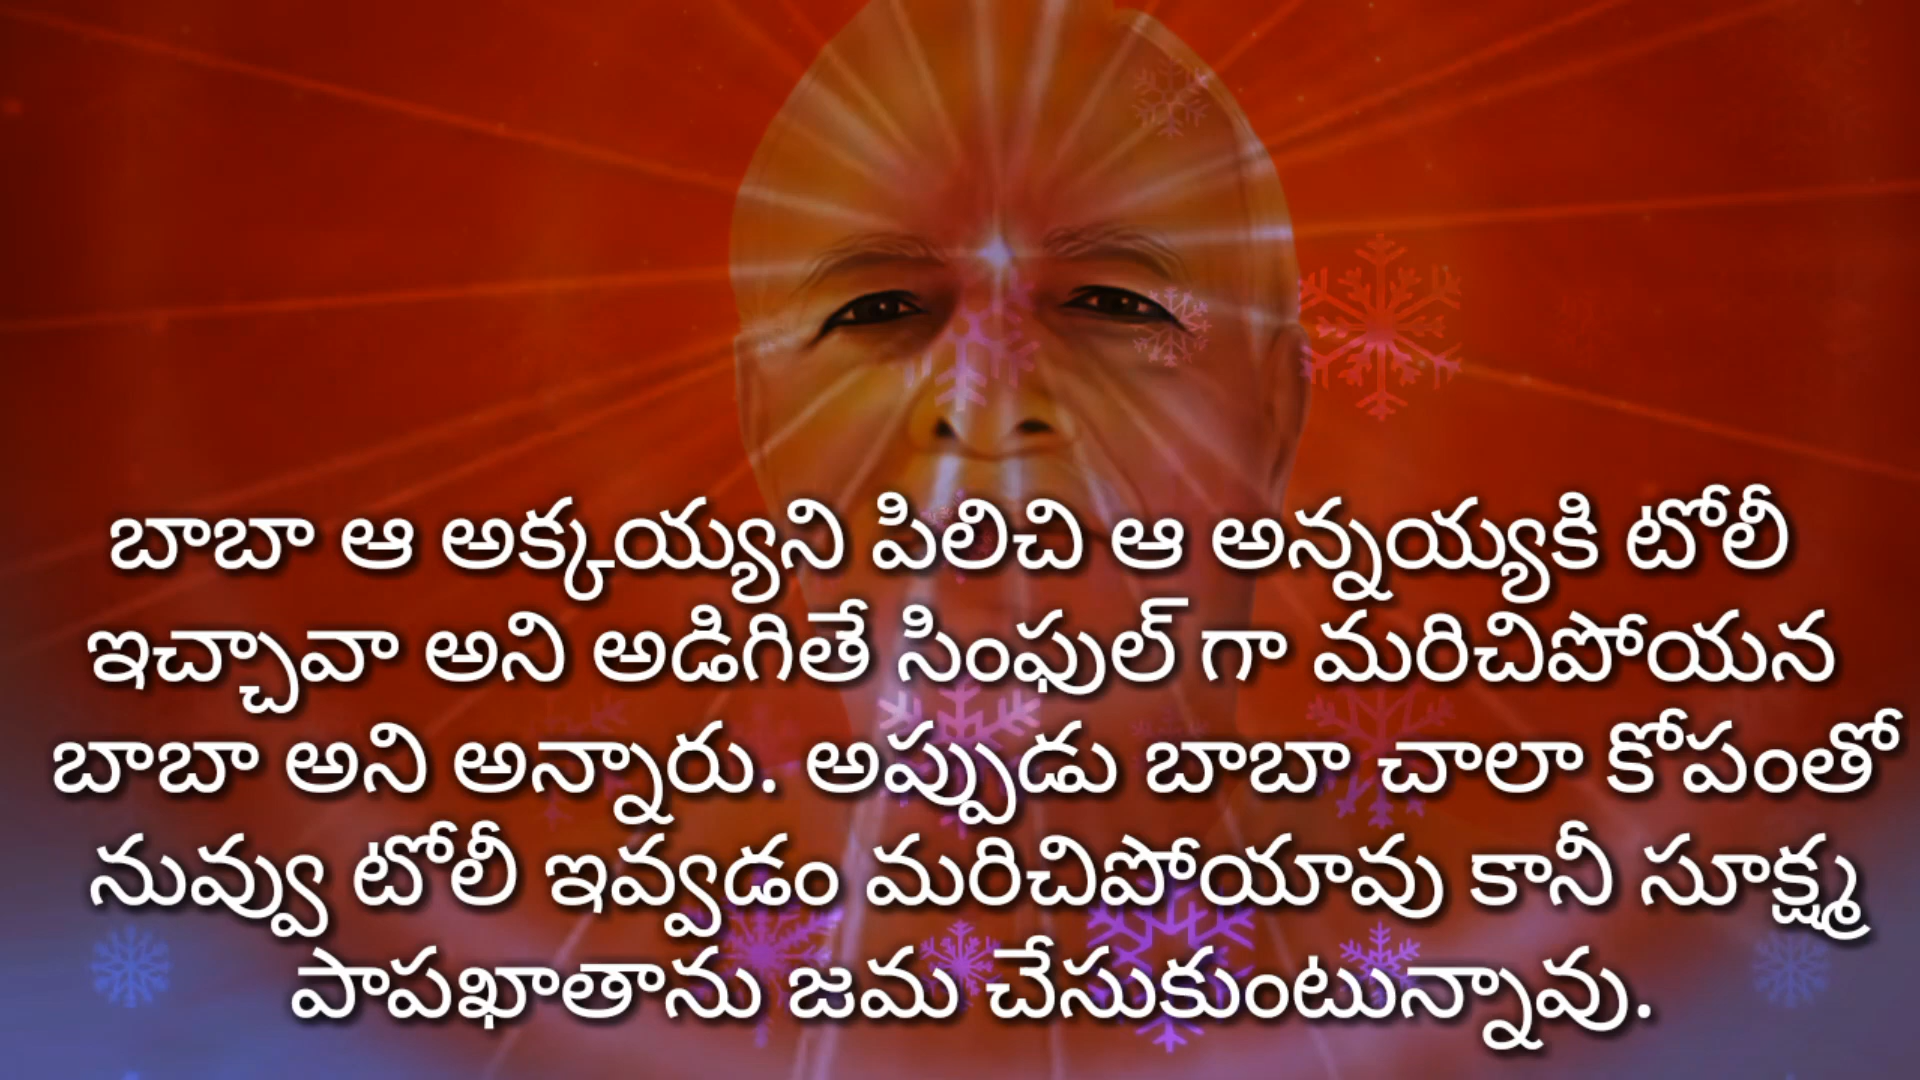 బాబా ఆ అక్కయ్యని పిలిచి ఆ అన్నయ్యకి టోలీ
ఇచ్చావా అని అడిగితే సింఫుల్ గా మరిచిపోయన
బాబా అని అన్నారు. అప్పుడు బాబా చాలా కోపంతో
నువ్వు టోలీ ఇవ్వడం మరిచిపోయావు కానీ సూక్ష్మ
పాపఖాతాను జమ చేసుకుంటున్నావు.